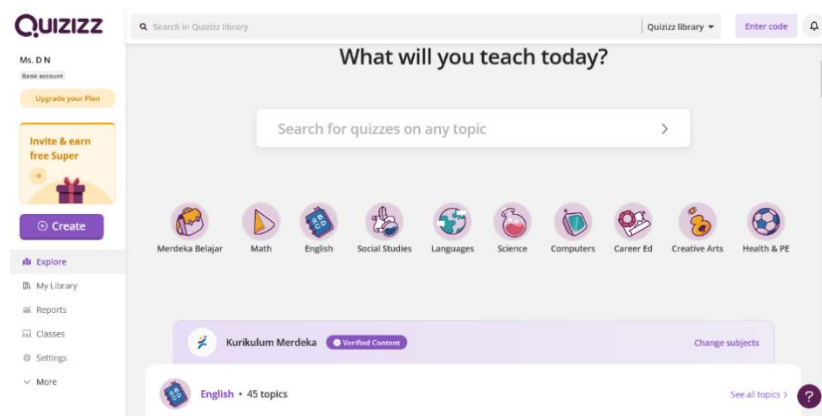 QUIZIZZ
Search in Quizizz library
Quizizz library
Enter code
Ms. D N
Basic account
Upgrade your Plan
Invite & earn
free Super
Create
Explore
My Library
Reports
Classes
Settings
More
What will you teach today?
Search for quizzes on any topic
Merdeka Belajar
Math
English
Social Studies
Languages
Science
Computers
Career Ed
Creative Arts
Health & PE
Kurikulum Merdeka
Verified Content
Change subjects
English • 45 topics
See all topics >
?